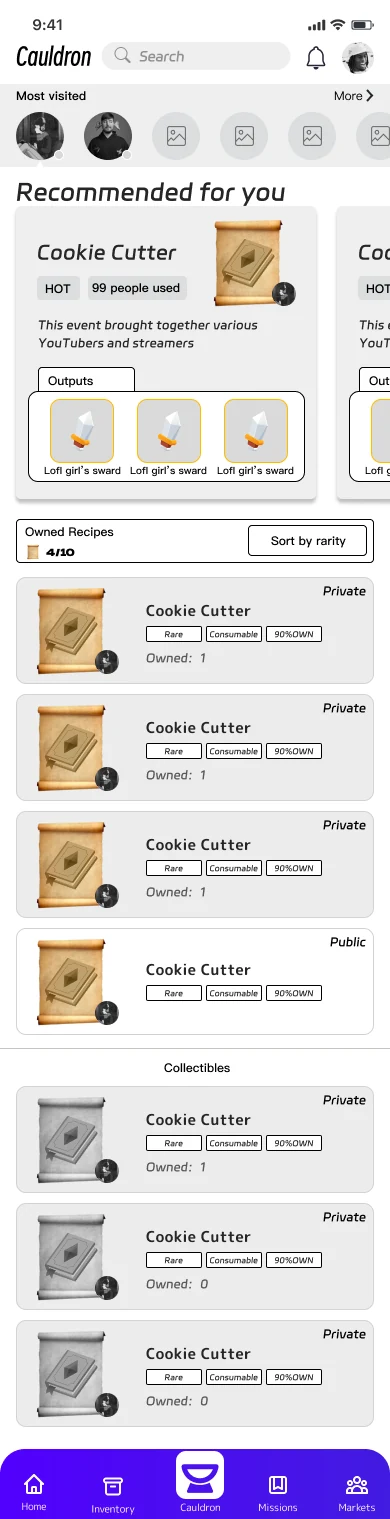 9:41
Cauldron
Search
Most visited
More
Recommended for you
Cookie Cutter
HOT
99 people used
This event brought together various
YouTubers and streamers
Outputs
Lofl girl's sward
Lofl girl's sward
Lofl girl's sward
Coo
HOT
This e
YouT
Out
Lofl g
Owned Recipes
4/10
Sort by rarity
Private
Cookie Cutter
Rare
Consumable
90%OWN
Owned: 1
Private
Cookie Cutter
Rare
Consumable
90%OWN
Owned: 1
Private
Cookie Cutter
Rare
Consumable
90%OWN
Owned: 1
Public
Cookie Cutter
Rare
Consumable
90%OWN
Collectibles
Private
Cookie Cutter
Rare
Consumable
90%OWN
Owned: 1
Private
Cookie Cutter
Rare
Consumable
90%OWN
Owned: 0
Private
Cookie Cutter
Rare
Consumable
90%OWN
Owned: 0
Home
Inventory
Cauldron
Missions
Markets